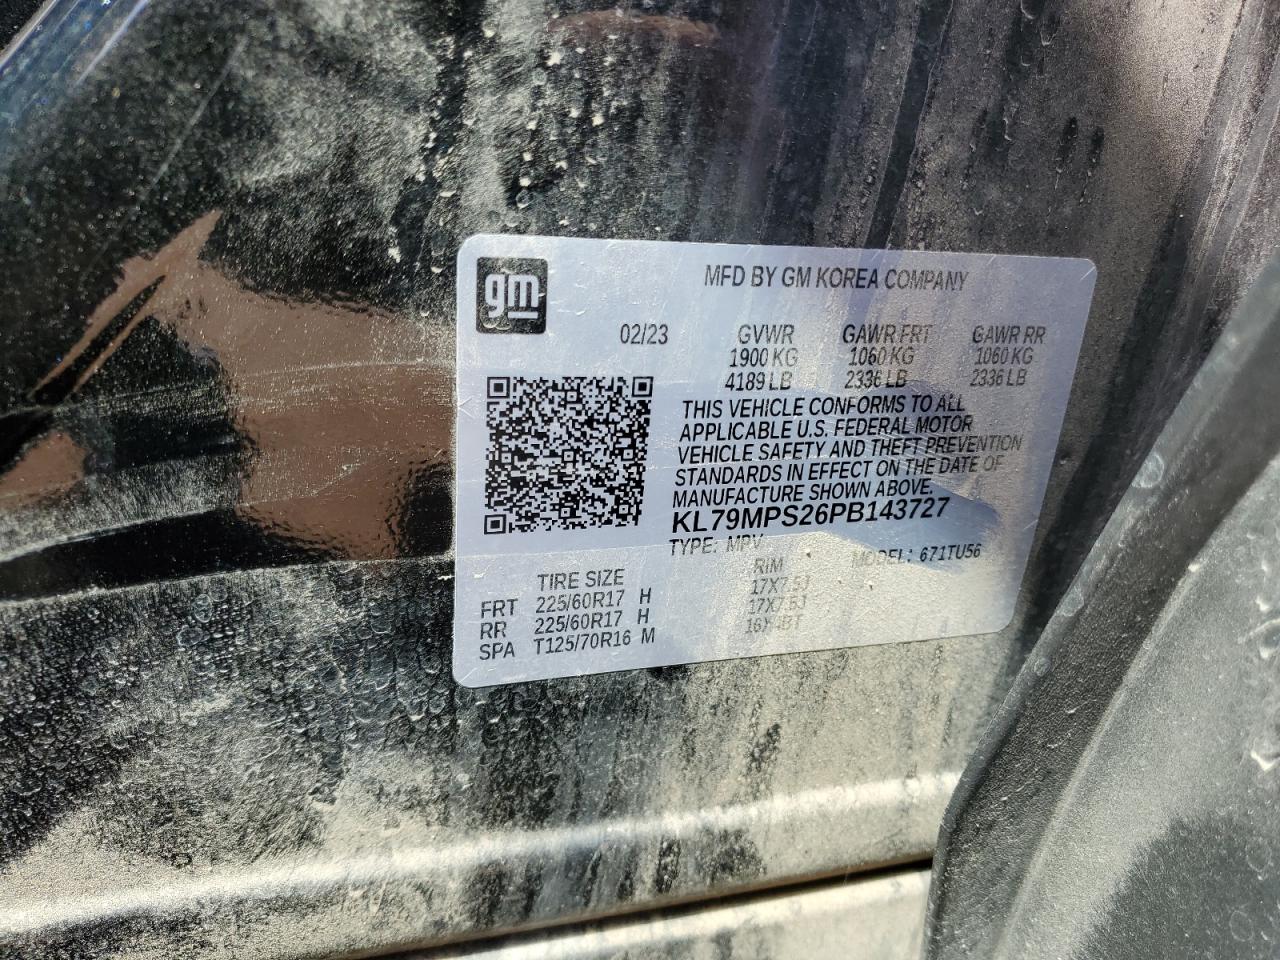 gm
MFD BY GM KOREA COMPANY
02/23 GVWR GAWR FRT GAWR RR
1900 KG 1060 KG 1060 KG
4189 LB 2336 LB 2336 LB
THIS VEHICLE CONFORMS TO ALL
APPLICABLE U.S. FEDERAL MOTOR
VEHICLE SAFETY AND THEFT PREVENTION
STANDARDS IN EFFECT ON THE DATE OF
MANUFACTURE SHOWN ABOVE.
KL79MPS26PB143727
TYPE: MPV MODEL: 671TU56
TIRE SIZE RIM
FRT 225/60R17 H 17X7.5J
RR 225/60R17 H 17X7.5J
SPA T125/70R16 M 16X4BT